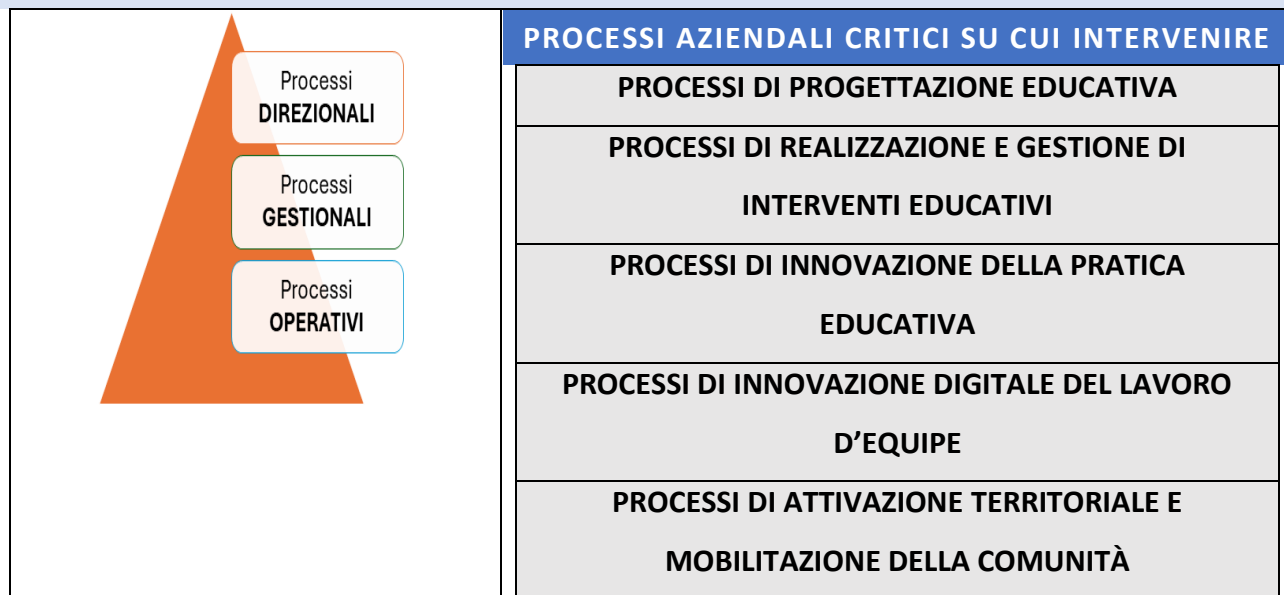 Processi
DIREZIONALI
Processi
GESTIONALI
Processi
OPERATIVI
PROCESSI AZIENDALI CRITICI SU CUI INTERVENIRE
PROCESSI DI PROGETTAZIONE EDUCATIVA
PROCESSI DI REALIZZAZIONE E GESTIONE DI
INTERVENTI EDUCATIVI
PROCESSI DI INNOVAZIONE DELLA PRATICA
EDUCATIVA
PROCESSI DI INNOVAZIONE DIGITALE DEL LAVORO
D’EQUIPE
PROCESSI DI ATTIVAZIONE TERRITORIALE E
MOBILITAZIONE DELLA COMUNITÀ